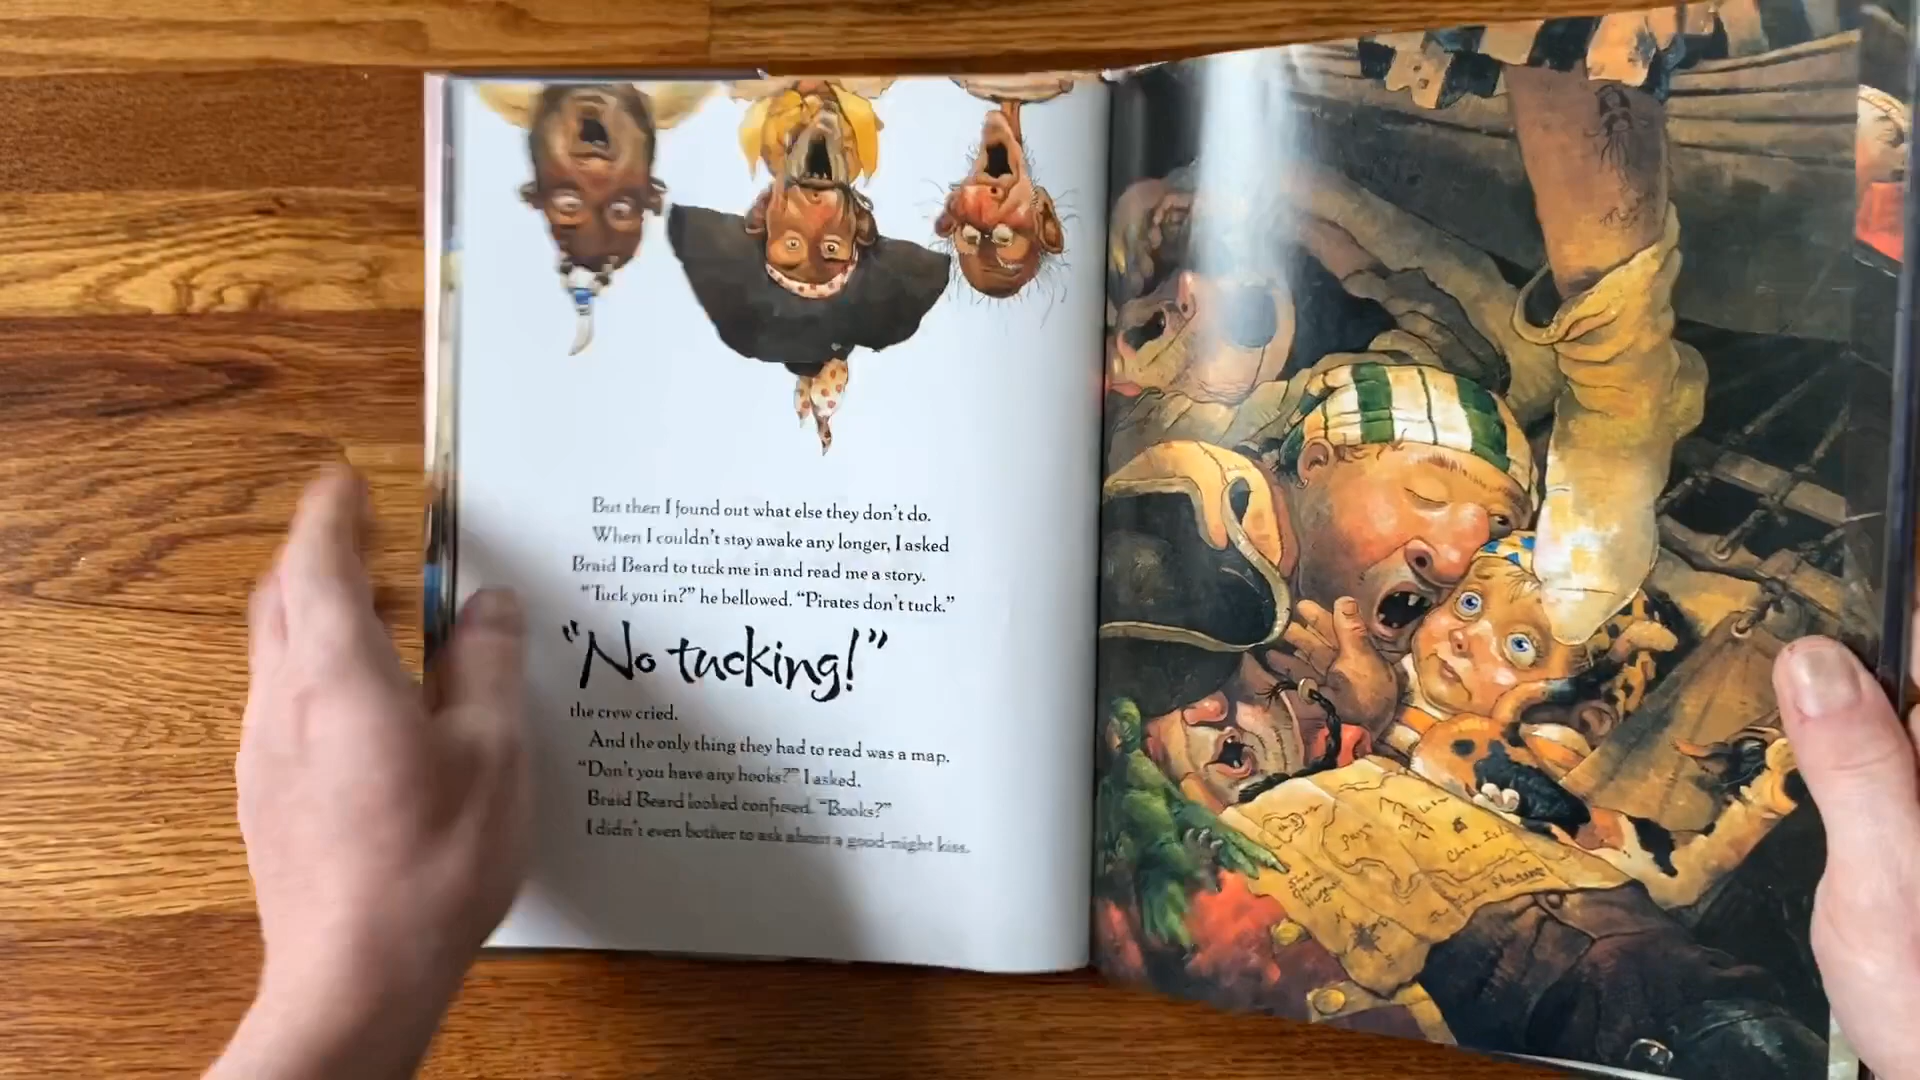 But then I found out what else they don't do.
When I couldn't stay awake any longer, I asked
Braid Beard to tuck me in and read me a story.
"Tuck you in?" he bellowed. "Pirates don't tuck."
"No tucking!"
the crew cried.
And the only thing they had to read was a map.
"Don't you have any books?" I asked.
Braid Beard looked confused. "Books?"
I didn't even bother to ask about a good-night kiss.